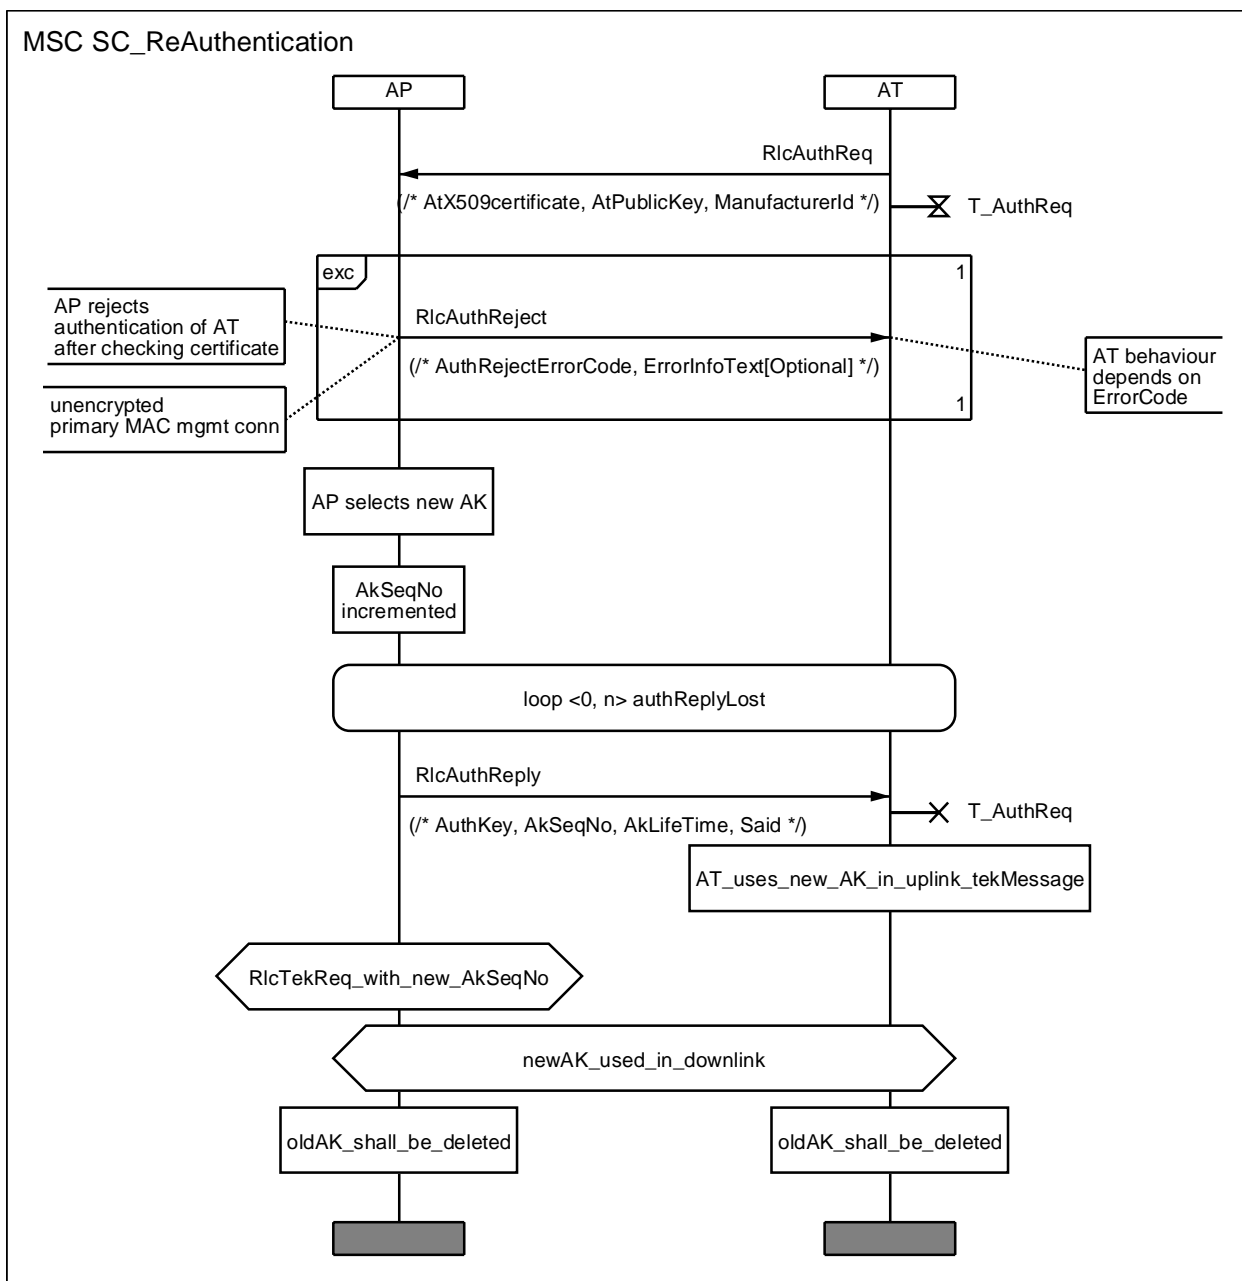 MSC SC_ReAuthentication
AP
AT
RlcAuthReq
(/* AtX509certificate, AtPublicKey, ManufacturerId */)
T_AuthReq
exc
1
AP rejects
authentication of AT
after checking certificate
RlcAuthReject
(/* AuthRejectErrorCode, ErrorInfoText[Optional] */)
AT behaviour
depends on
ErrorCode
unencrypted
primary MAC mgmt conn
1
AP selects new AK
AkSeqNo
incremented
loop <0, n> authReplyLost
RlcAuthReply
(/* AuthKey, AkSeqNo, AkLifeTime, Said */)
T_AuthReq
AT_uses_new_AK_in_uplink_tekMessage
RlcTekReq_with_new_AkSeqNo
newAK_used_in_downlink
oldAK_shall_be_deleted
oldAK_shall_be_deleted